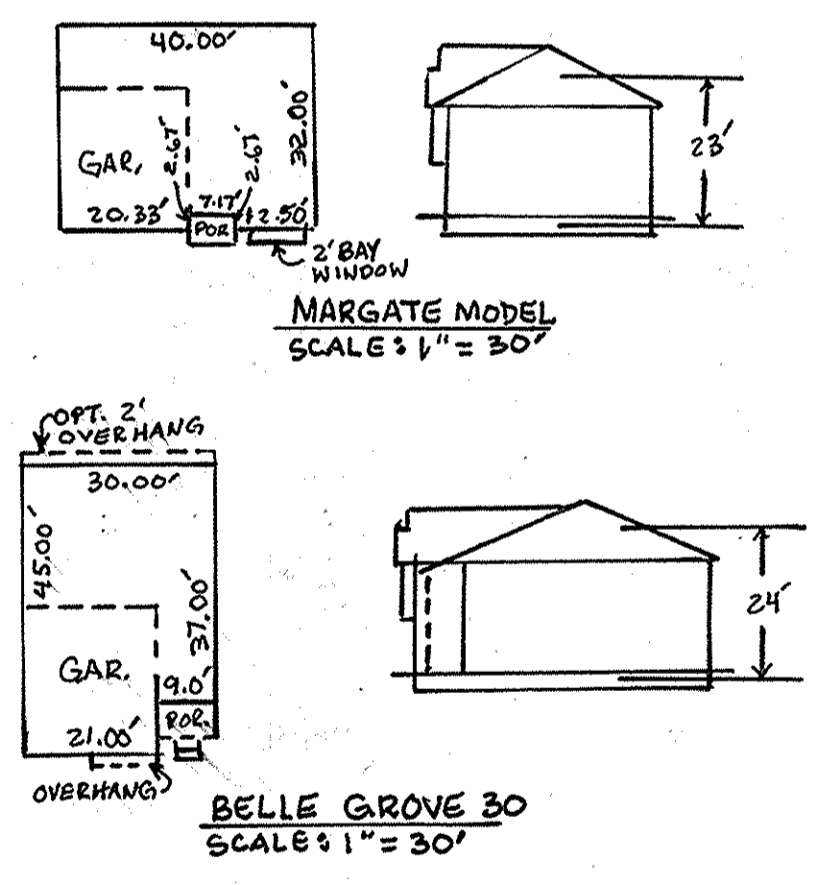 40.00'
32.00'
GAR.
2.67'
2.67'
7.17'
20.33'
12.50'
POR
2' BAY
WINDOW
23'
MARGATE MODEL
SCALE: 1" = 30'
OPT. 2'
OVERHANG
30.00'
45.00'
37.00'
GAR.
9.0'
POR.
21.00'
OVERHANG
24'
BELLE GROVE 30
SCALE: 1" = 30'